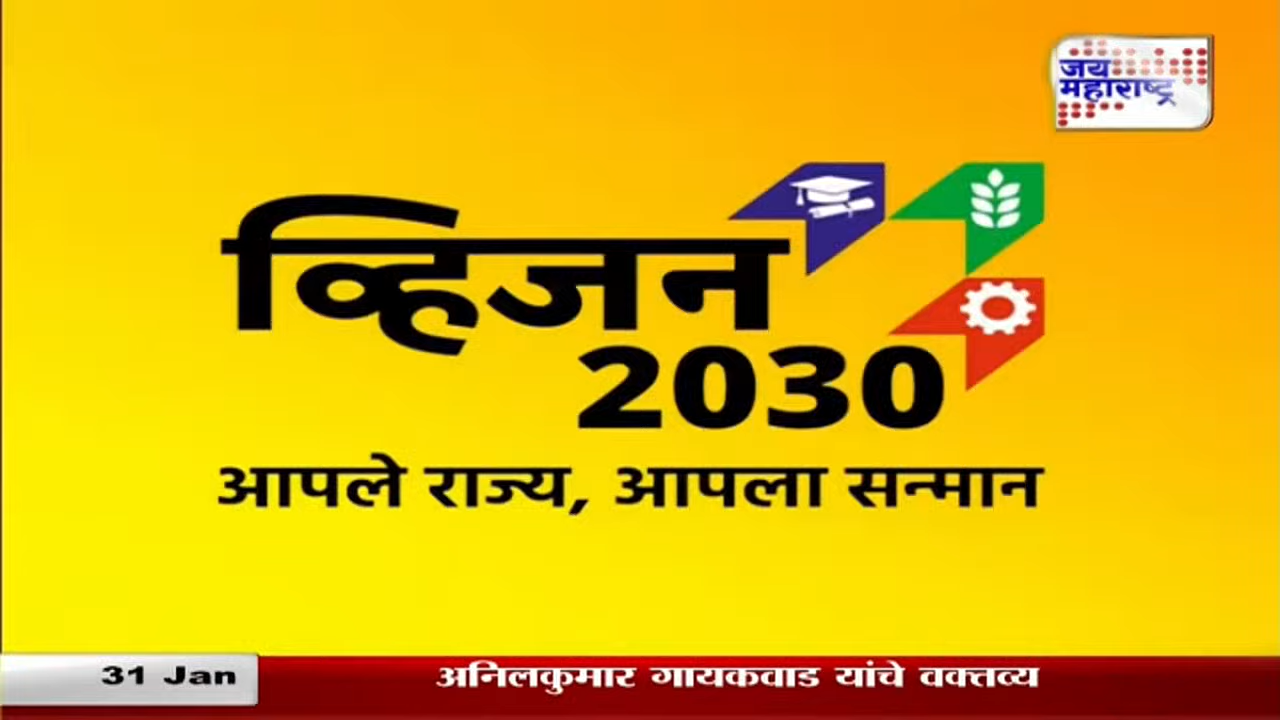 जय
महाराष्ट्र
व्हिजन
2030
आपले राज्य, आपला सन्मान
31 Jan
अनिलकुमार गायकवाड यांचे वक्तव्य